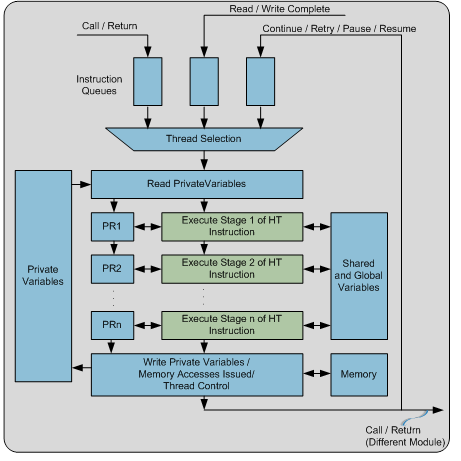 Read / Write Complete
Call / Return
Continue / Retry / Pause / Resume
Instruction
Queues
Thread Selection
Read PrivateVariables
PR1
Execute Stage 1 of HT
Instruction
PR2
Execute Stage 2 of HT
Instruction
Private
Variables
Shared
and Global
Variables
PRn
Execute Stage n of HT
Instruction
Write Private Variables /
Memory Accesses Issued/
Thread Control
Memory
Call / Return
(Different Module)